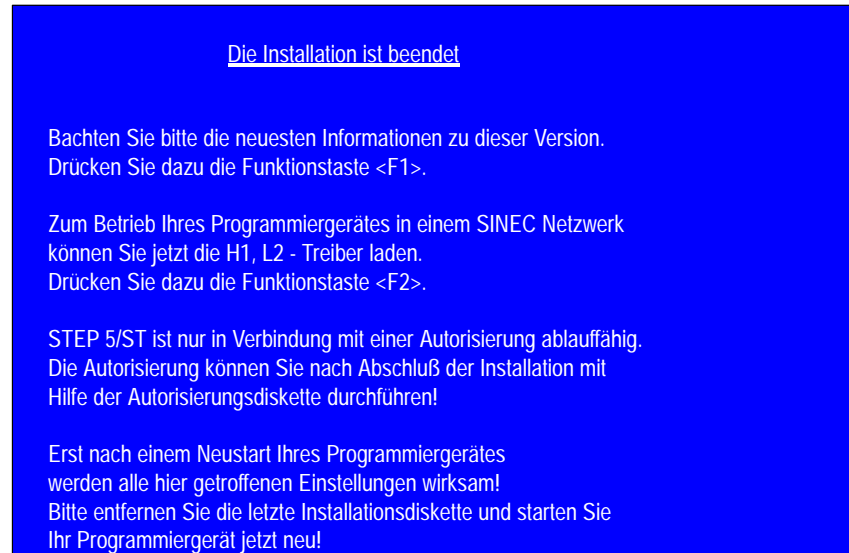 Die Installation ist beendet
Bachten Sie bitte die neuesten Informationen zu dieser Version.
Drücken Sie dazu die Funktionstaste <F1>.
Zum Betrieb Ihres Programmiergerätes in einem SINEC Netzwerk
können Sie jetzt die H1, L2 - Treiber laden.
Drücken Sie dazu die Funktionstaste <F2>.
STEP 5/ST ist nur in Verbindung mit einer Autorisierung ablauffähig.
Die Autorisierung können Sie nach Abschluß der Installation mit
Hilfe der Autorisierungsdiskette durchführen!
Erst nach einem Neustart Ihres Programmiergerätes
werden alle hier getroffenen Einstellungen wirksam!
Bitte entfernen Sie die letzte Installationsdiskette und starten Sie
Ihr Programmiergerät jetzt neu!